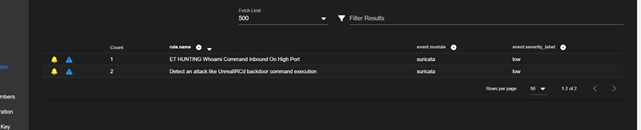 Fetch Limit
500
Filter Results
Count rule.name event.module event.severity_label
1 ET HUNTING Whoami Command Inbound On High Port suricata low
2 Detect an attack like UnrealIRCd backdoor command execution suricata low
Rows per page: 50 1-2 of 2
mbers
Key